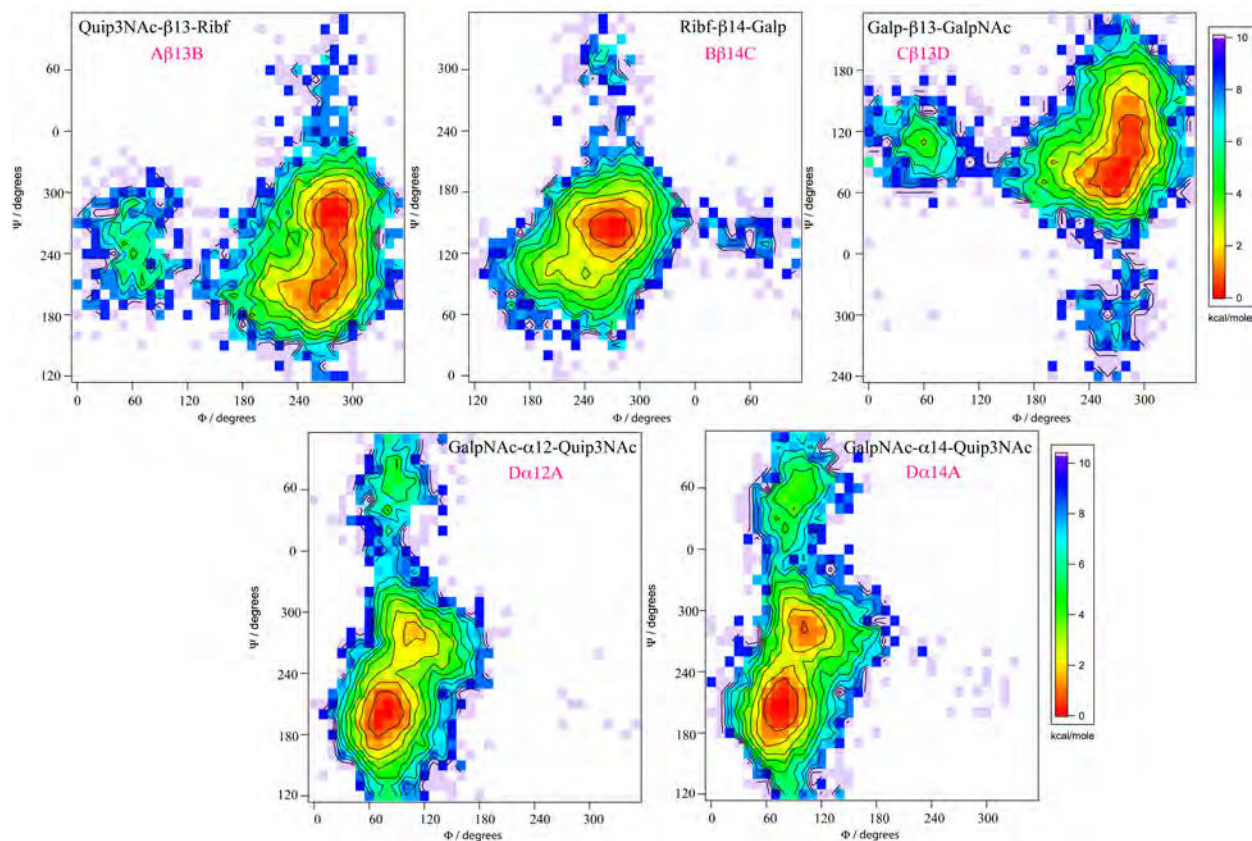 Quip3NAc-β13-Ribf
Aβ13B
Ψ / degrees
60
0
300
240
180
120
0 60 120 180 240 300
Φ / degrees
Ribf-β14-Galp
Bβ14C
Ψ / degrees
300
240
180
120
60
0
120 180 240 300 0 60
Φ / degrees
Galp-β13-GalpNAc
Cβ13D
Ψ / degrees
180
120
60
0
300
240
0 60 120 180 240 300
Φ / degrees
10
8
6
4
2
0
kcal/mole
GalpNAc-α12-Quip3NAc
Dα12A
Ψ / degrees
60
0
300
240
180
120
0 60 120 180 240 300
Φ / degrees
GalpNAc-α14-Quip3NAc
Dα14A
Ψ / degrees
60
0
300
240
180
120
0 60 120 180 240 300
Φ / degrees
10
8
6
4
2
0
kcal/mole